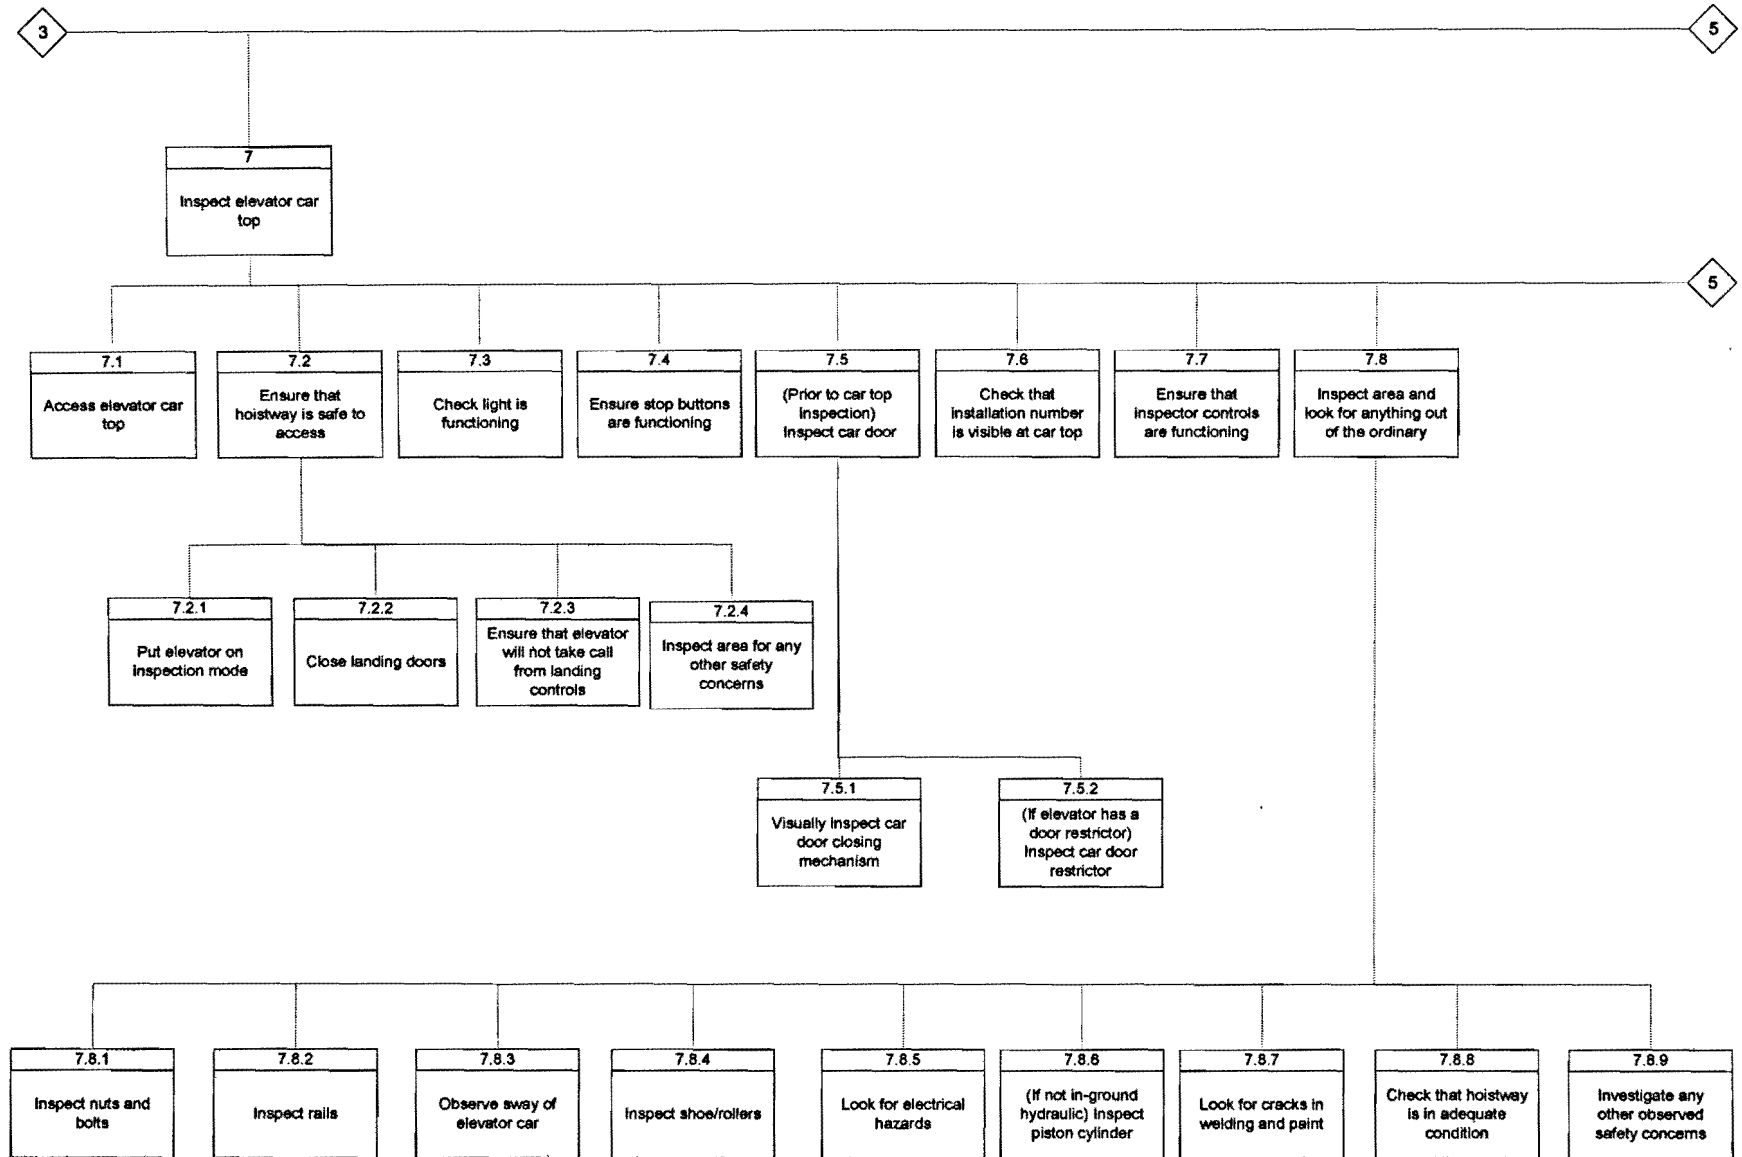 3
5
7
Inspect elevator car
top
5
7.1
Access elevator car
top
7.2
Ensure that
hoistway is safe to
access
7.3
Check light is
functioning
7.4
Ensure stop buttons
are functioning
7.5
(Prior to car top
inspection)
Inspect car door
7.6
Check that
installation number
is visible at car top
7.7
Ensure that
inspector controls
are functioning
7.8
Inspect area and
look for anything out
of the ordinary
7.2.1
Put elevator on
inspection mode
7.2.2
Close landing doors
7.2.3
Ensure that elevator
will not take call
from landing
controls
7.2.4
Inspect area for any
other safety
concerns
7.5.1
Visually inspect car
door closing
mechanism
7.5.2
(If elevator has a
door restrictor)
Inspect car door
restrictor
7.8.1
Inspect nuts and
bolts
7.8.2
Inspect rails
7.8.3
Observe sway of
elevator car
7.8.4
Inspect shoe/rollers
7.8.5
Look for electrical
hazards
7.8.6
(If not in-ground
hydraulic) Inspect
piston cylinder
7.8.7
Look for cracks in
welding and paint
7.8.8
Check that hoistway
is in adequate
condition
7.8.9
Investigate any
other observed
safety concerns